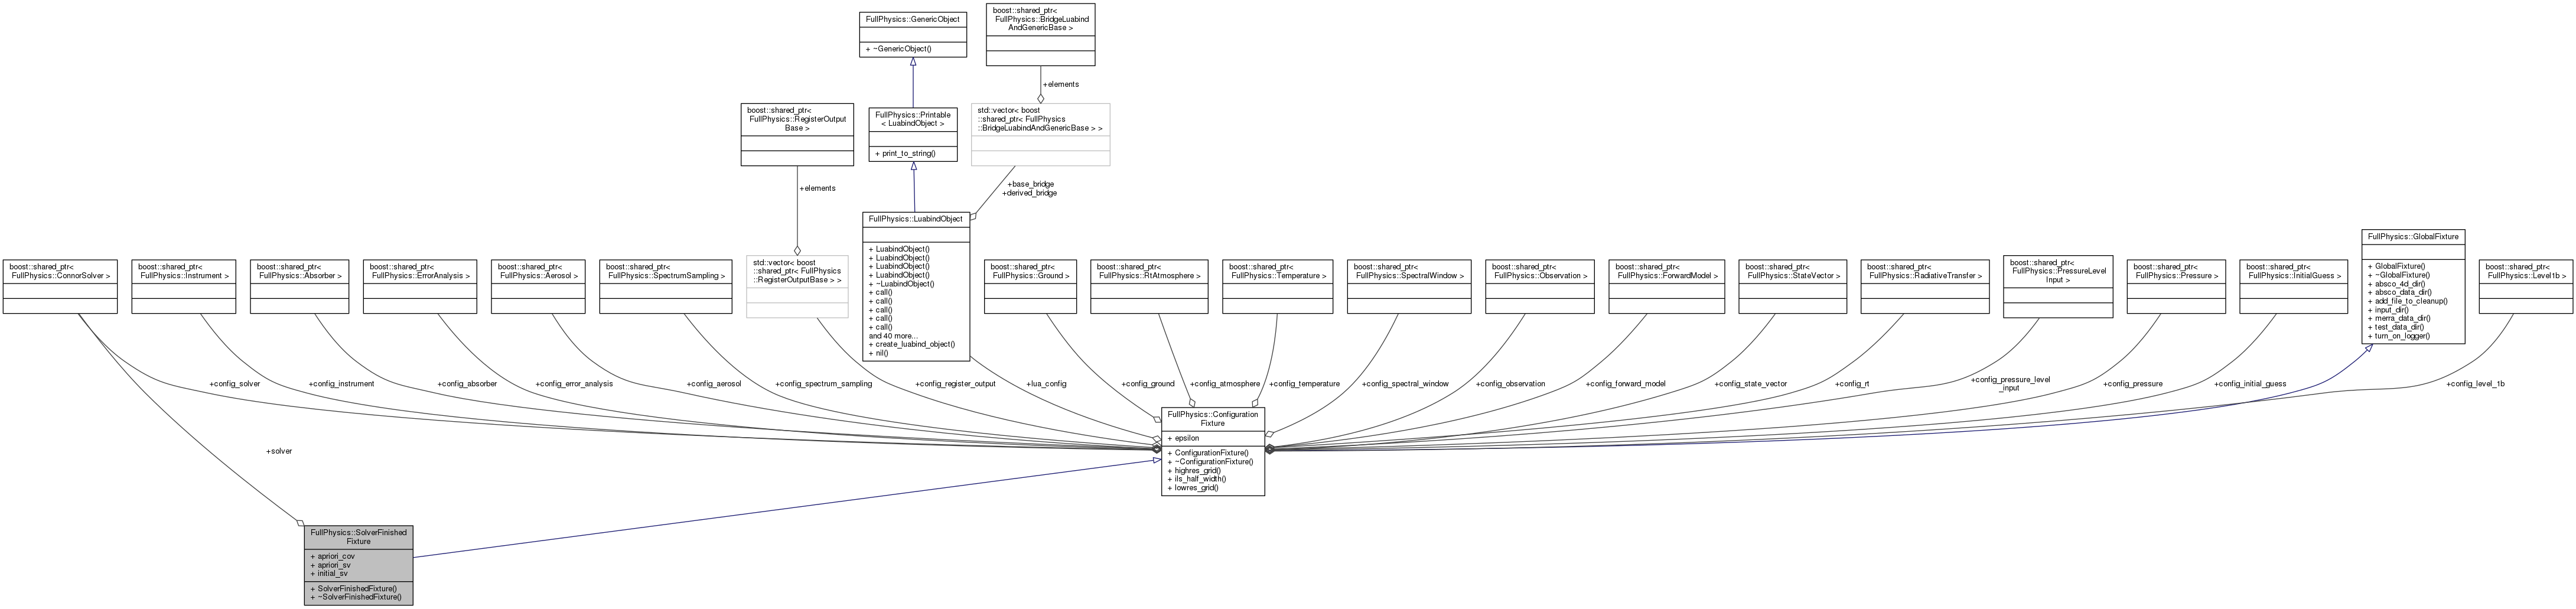 FullPhysics::GenericObject
+ ~GenericObject()
boost::shared_ptr<
FullPhysics::BridgeLuabind
AndGenericBase >
+elements
boost::shared_ptr<
FullPhysics::RegisterOutput
Base >
FullPhysics::Printable
< LuabindObject >
+ print_to_string()
std::vector< boost
::shared_ptr< FullPhysics
::BridgeLuabindAndGenericBase > >
+elements
+base_bridge
+derived_bridge
boost::shared_ptr<
FullPhysics::ConnorSolver >
boost::shared_ptr<
FullPhysics::Instrument >
boost::shared_ptr<
FullPhysics::Absorber >
boost::shared_ptr<
FullPhysics::ErrorAnalysis >
boost::shared_ptr<
FullPhysics::Aerosol >
boost::shared_ptr<
FullPhysics::SpectrumSampling >
std::vector< boost
::shared_ptr< FullPhysics
::RegisterOutputBase > >
FullPhysics::LuabindObject
+ LuabindObject()
+ LuabindObject()
+ LuabindObject()
+ LuabindObject()
+ ~LuabindObject()
+ call()
+ call()
+ call()
+ call()
+ call()
and 40 more...
+ create_luabind_object()
+ nil()
boost::shared_ptr<
FullPhysics::Ground >
boost::shared_ptr<
FullPhysics::RtAtmosphere >
boost::shared_ptr<
FullPhysics::Temperature >
boost::shared_ptr<
FullPhysics::SpectralWindow >
boost::shared_ptr<
FullPhysics::Observation >
boost::shared_ptr<
FullPhysics::ForwardModel >
boost::shared_ptr<
FullPhysics::StateVector >
boost::shared_ptr<
FullPhysics::RadiativeTransfer >
boost::shared_ptr<
FullPhysics::PressureLevel
Input >
boost::shared_ptr<
FullPhysics::Pressure >
boost::shared_ptr<
FullPhysics::InitialGuess >
FullPhysics::GlobalFixture
+ GlobalFixture()
+ ~GlobalFixture()
+ absco_4d_dir()
+ absco_data_dir()
+ add_file_to_cleanup()
+ input_dir()
+ merra_data_dir()
+ test_data_dir()
+ turn_on_logger()
boost::shared_ptr<
FullPhysics::Level1b >
+config_solver
+config_instrument
+config_absorber
+config_error_analysis
+config_aerosol
+config_spectrum_sampling
+config_register_output
+lua_config
+config_ground
+config_atmosphere
+config_temperature
+config_spectral_window
+config_observation
+config_forward_model
+config_state_vector
+config_rt
+config_pressure_level
_input
+config_pressure
+config_initial_guess
+config_level_1b
FullPhysics::Configuration
Fixture
+ epsilon
+ ConfigurationFixture()
+ ~ConfigurationFixture()
+ highres_grid()
+ ils_half_width()
+ lowres_grid()
+solver
FullPhysics::SolverFinished
Fixture
+ apriori_cov
+ apriori_sv
+ initial_sv
+ SolverFinishedFixture()
+ ~SolverFinishedFixture()